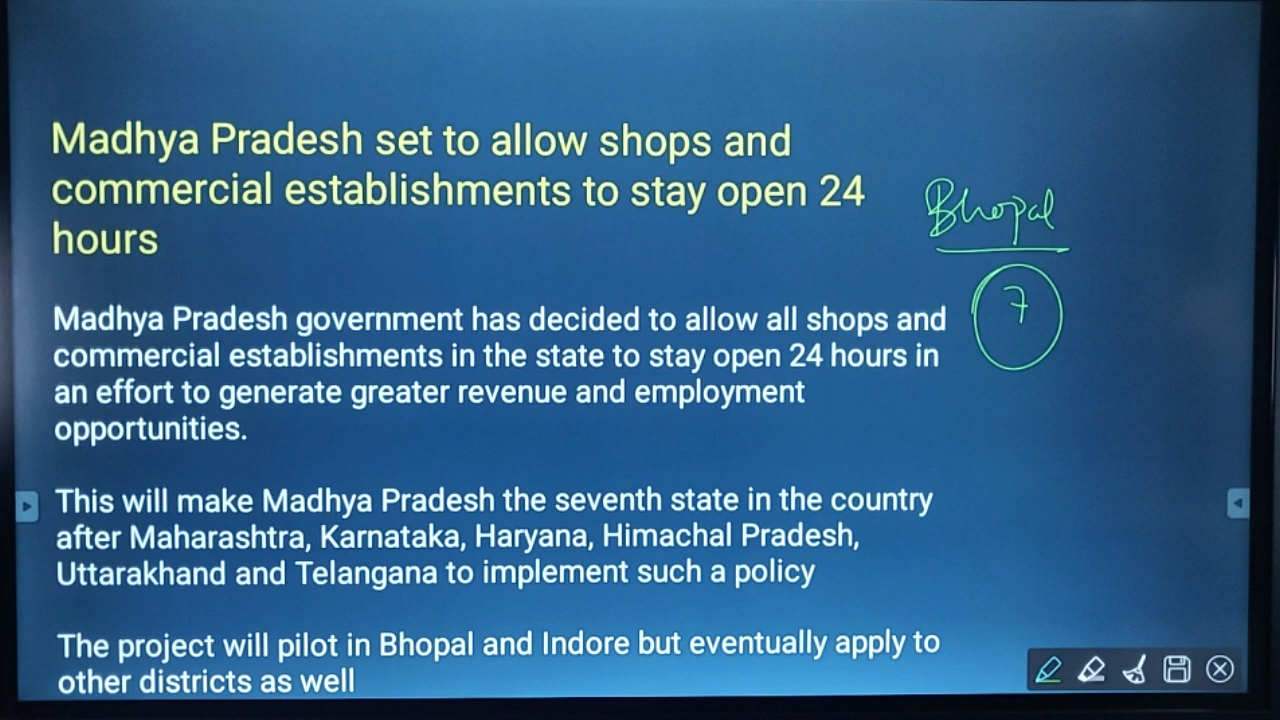 Madhya Pradesh set to allow shops and
commercial establishments to stay open 24
hours
Bhopal
7
Madhya Pradesh government has decided to allow all shops and
commercial establishments in the state to stay open 24 hours in
an effort to generate greater revenue and employment
opportunities.
This will make Madhya Pradesh the seventh state in the country
after Maharashtra, Karnataka, Haryana, Himachal Pradesh,
Uttarakhand and Telangana to implement such a policy
The project will pilot in Bhopal and Indore but eventually apply to
other districts as well